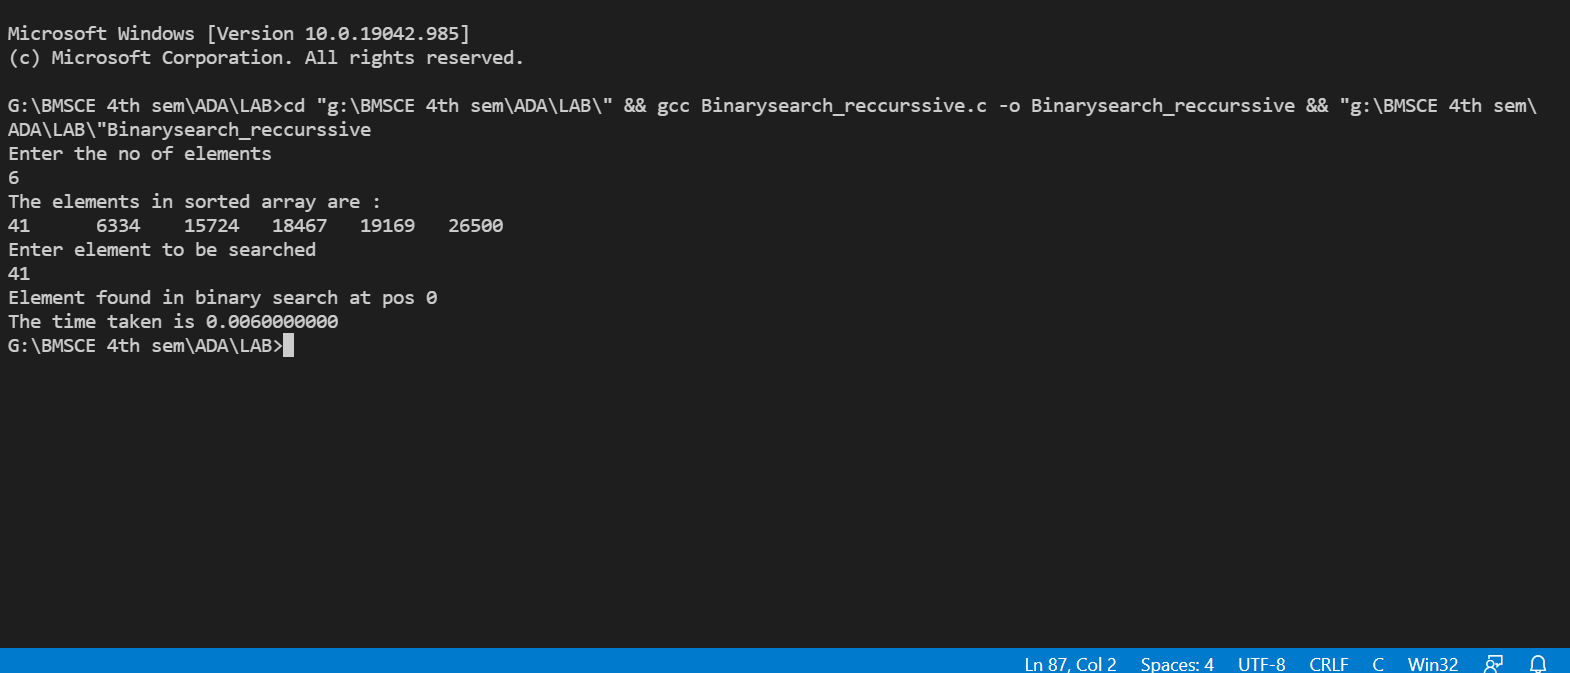 Microsoft Windows [Version 10.0.19042.985]
(c) Microsoft Corporation. All rights reserved.
G:\BMSCE 4th sem\ADA\LAB>cd "g:\BMSCE 4th sem\ADA\LAB\" && gcc Binarysearch_reccurssive.c -o Binarysearch_reccurssive && "g:\BMSCE 4th sem\
ADA\LAB\"Binarysearch_reccurssive
Enter the no of elements
6
The elements in sorted array are :
41      6334    15724   18467   19169   26500
Enter element to be searched
41
Element found in binary search at pos 0
The time taken is 0.0060000000
G:\BMSCE 4th sem\ADA\LAB>
Ln 87, Col 2 Spaces: 4 UTF-8 CRLF C Win32